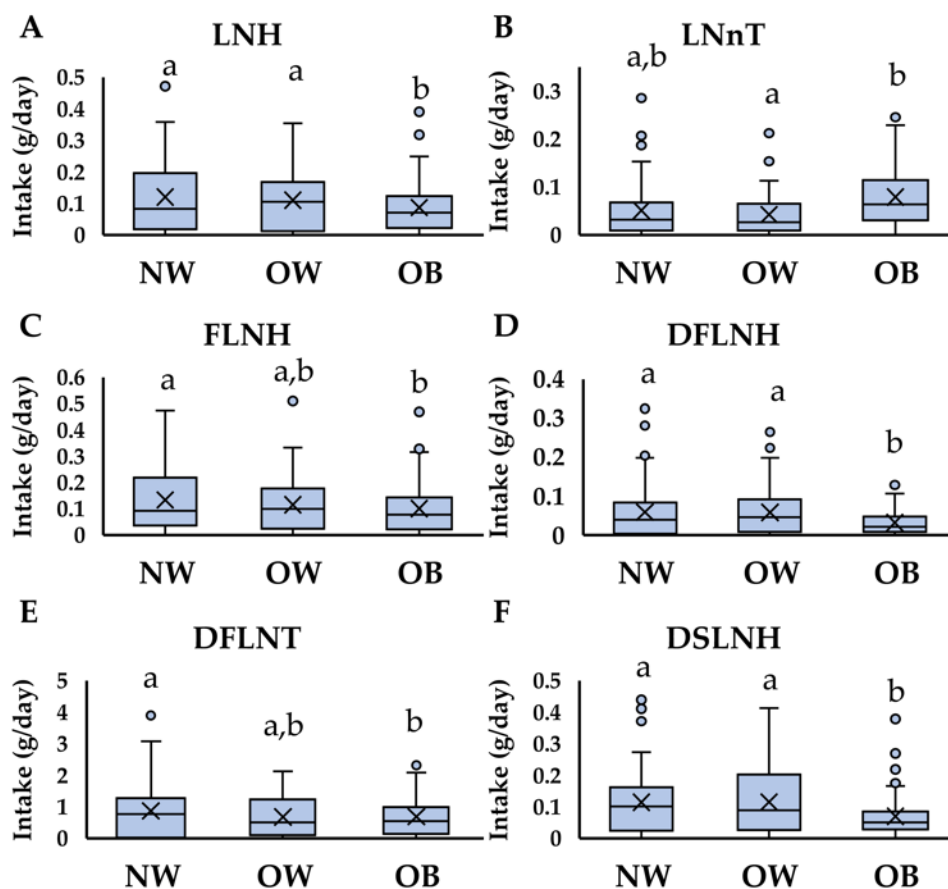 A
LNH
Intake (g/day)
0.5
0.4
0.3
0.2
0.1
0
a
a
b
NW OW OB
B
LNnT
Intake (g/day)
0.3
0.2
0.1
0
a,b
a
b
NW OW OB
C
FLNH
Intake (g/day)
0.6
0.5
0.4
0.3
0.2
0.1
0
a
a,b
b
NW OW OB
D
DFLNH
Intake (g/day)
0.4
0.3
0.2
0.1
0
a
a
b
NW OW OB
E
DFLNT
Intake (g/day)
5
4
3
2
1
0
a
a,b
b
NW OW OB
F
DSLNH
Intake (g/day)
0.5
0.4
0.3
0.2
0.1
0
a
a
b
NW OW OB